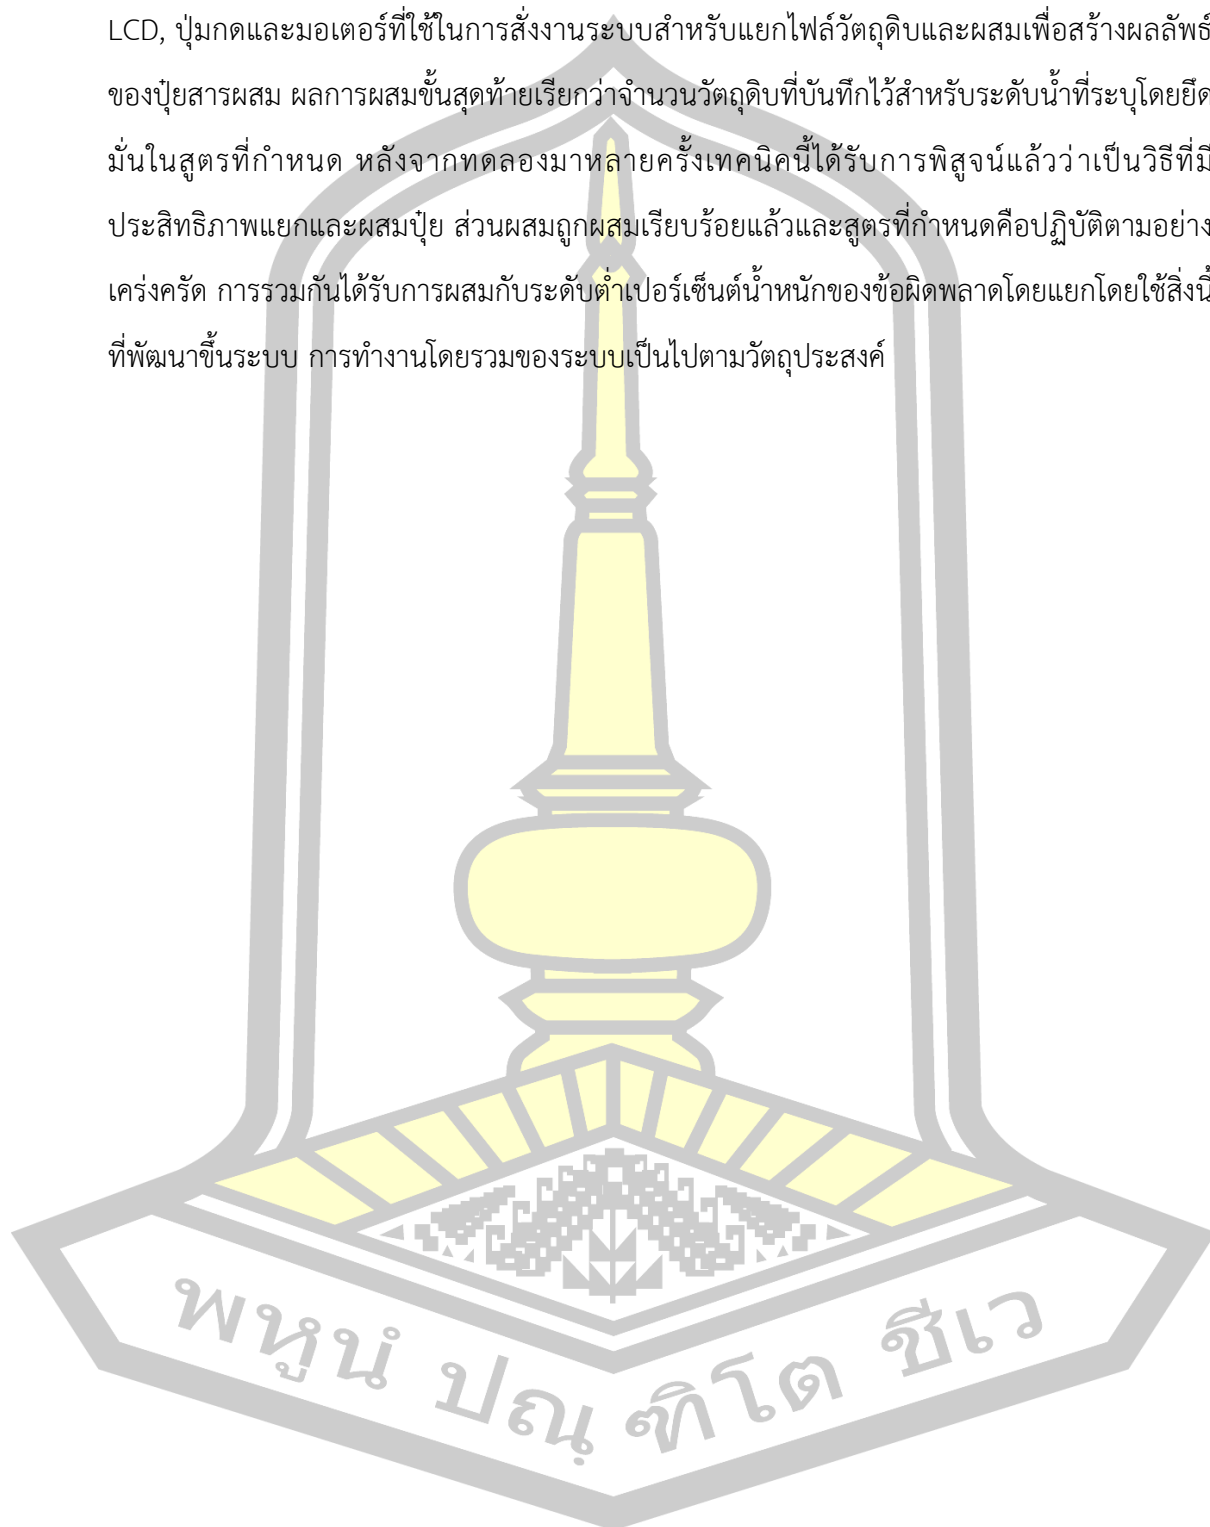 LCD, ปุ่มกดและมอเตอร์ที่ใช้ในการสั่งงานระบบสำหรับแยกไฟล์วัตถุดิบและผสมเพื่อสร้างผลลัพธ์
ของปุ๋ยสารผสม ผลการผสมขั้นสุดท้ายเรียกว่าจำนวนวัตถุดิบที่บันทึกไว้สำหรับระดับน้ำที่ระบุโดยยึด
มั่นในสูตรที่กำหนด หลังจากทดลองมาหลายครั้งเทคนิคนี้ได้รับการพิสูจน์แล้วว่าเป็นวิธีที่มี
ประสิทธิภาพแยกและผสมปุ๋ย ส่วนผสมถูกผสมเรียบร้อยแล้วและสูตรที่กำหนดคือปฏิบัติตามอย่าง
เคร่งครัด การรวมกันได้รับการผสมกับระดับต่ำเปอร์เซ็นต์น้ำหนักของข้อผิดพลาดโดยแยกโดยใช้สิ่งนี้
ที่พัฒนาขึ้นระบบ การทำงานโดยรวมของระบบเป็นไปตามวัตถุประสงค์
พหูนํ ปณฺฑิโต ชีเว